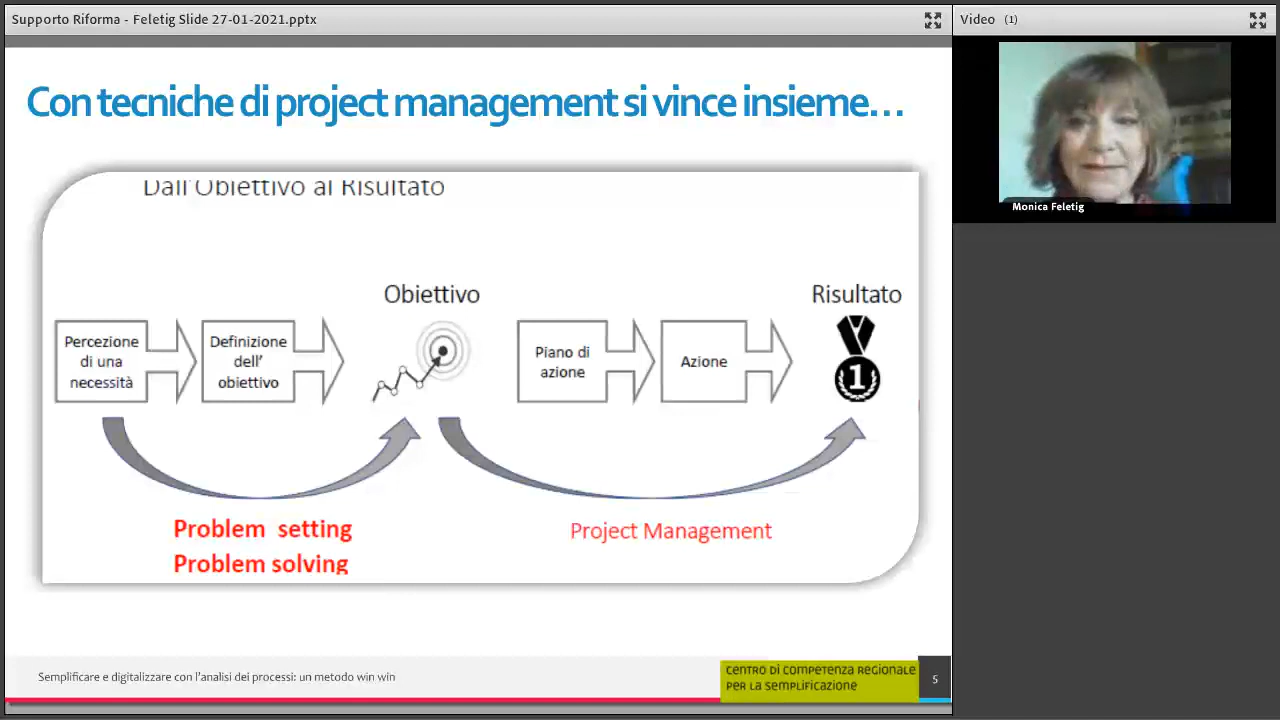 Supporto Riforma - Feletig Slide 27-01-2021.pptx
Video (1)
Monica Feletig
Con tecniche di project management si vince insieme…
Dall'Obiettivo al Risultato
Obiettivo
Risultato
Percezione
di una
necessità
Definizione
dell'
obiettivo
Piano di
azione
Azione
1
Problem setting
Problem solving
Project Management
Semplificare e digitalizzare con l'analisi dei processi: un metodo win win
CENTRO DI COMPETENZA REGIONALE
PER LA SEMPLIFICAZIONE
5